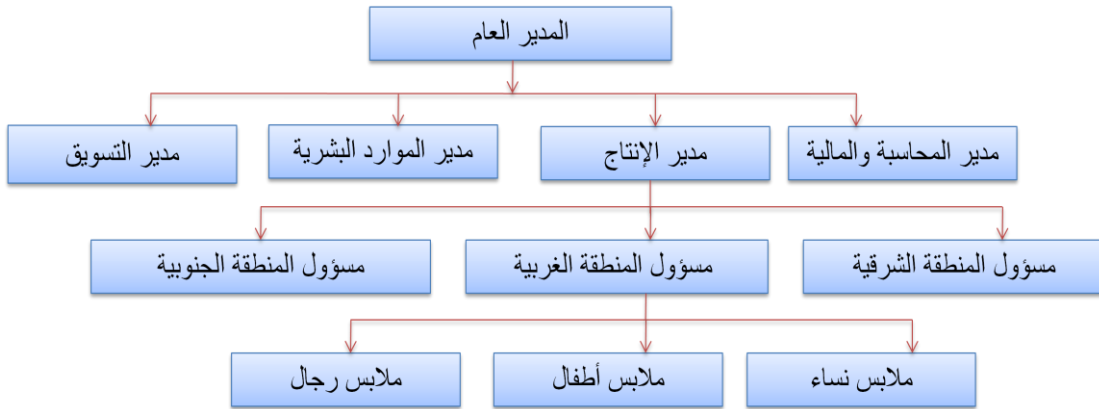 المدير العام
مدير المحاسبة والمالية
مدير الإنتاج
مدير الموارد البشرية
مدير التسويق
مسؤول المنطقة الشرقية
مسؤول المنطقة الغربية
مسؤول المنطقة الجنوبية
ملابس نساء
ملابس أطفال
ملابس رجال